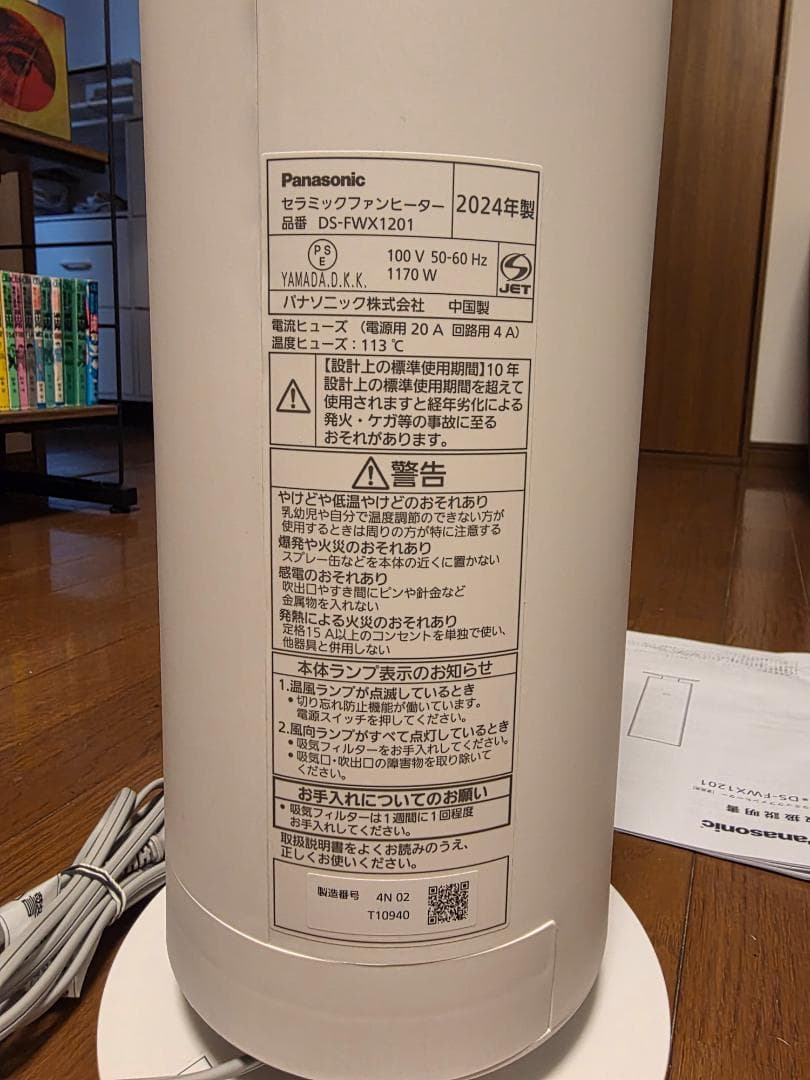 Panasonic
セラミックファンヒーター
品番 DS-FWX1201
2024年製
PS
E
YAMADA.D.K.K.
100 V 50-60 Hz
1170 W
JET
パナソニック株式会社 中国製
電流ヒューズ (電源用 20 A 回路用 4 A)
温度ヒューズ:113 ℃
【設計上の標準使用期間】10 年
設計上の標準使用期間を超えて
使用されますと経年劣化による
発火・ケガ等の事故に至る
おそれがあります。
警告
やけどや低温やけどのおそれあり
乳幼児や自分で温度調節のできない方が
使用するときは周りの方が特に注意する
爆発や火災のおそれあり
スプレー缶などを本体の近くに置かない
感電のおそれあり
吹出口やすき間にピンや針金など
金属物を入れない
発熱による火災のおそれあり
定格15 A以上のコンセントを単独で使い、
他器具と併用しない
本体ランプ表示のお知らせ
1.温風ランプが点滅しているとき
●切り忘れ防止機能が働いています。
電源スイッチを押してください。
2.風向ランプがすべて点灯しているとき
●吸気フィルターをお手入れしてください。
●吸気口・吹出口の障害物を取り除いて
ください。
お手入れについてのお願い
●吸気フィルターは1週間に1回程度
お手入れしてください。
取扱説明書をよくお読みのうえ、
正しくお使いください。
製造番号 4N 02
T10940
Panasonic
取扱説明書
DS-FWX1201
警